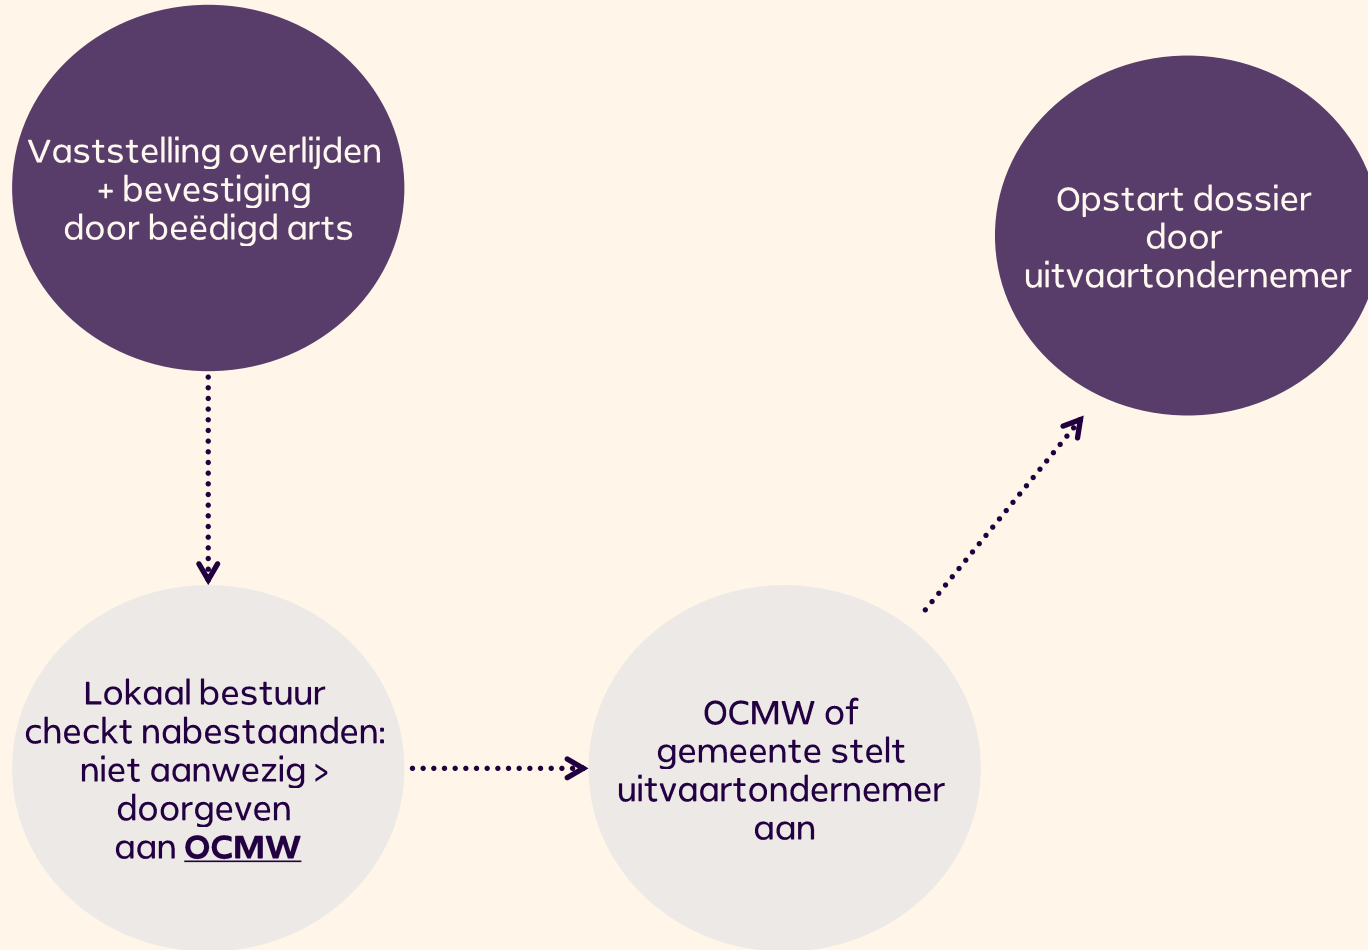 Vaststelling overlijden
+ bevestiging
door beëdigd arts
Opstart dossier
door
uitvaartondernemer
Lokaal bestuur
checkt nabestaanden:
niet aanwezig >
doorgeven
aan OCMW
OCMW of
gemeente stelt
uitvaartondernemer
aan